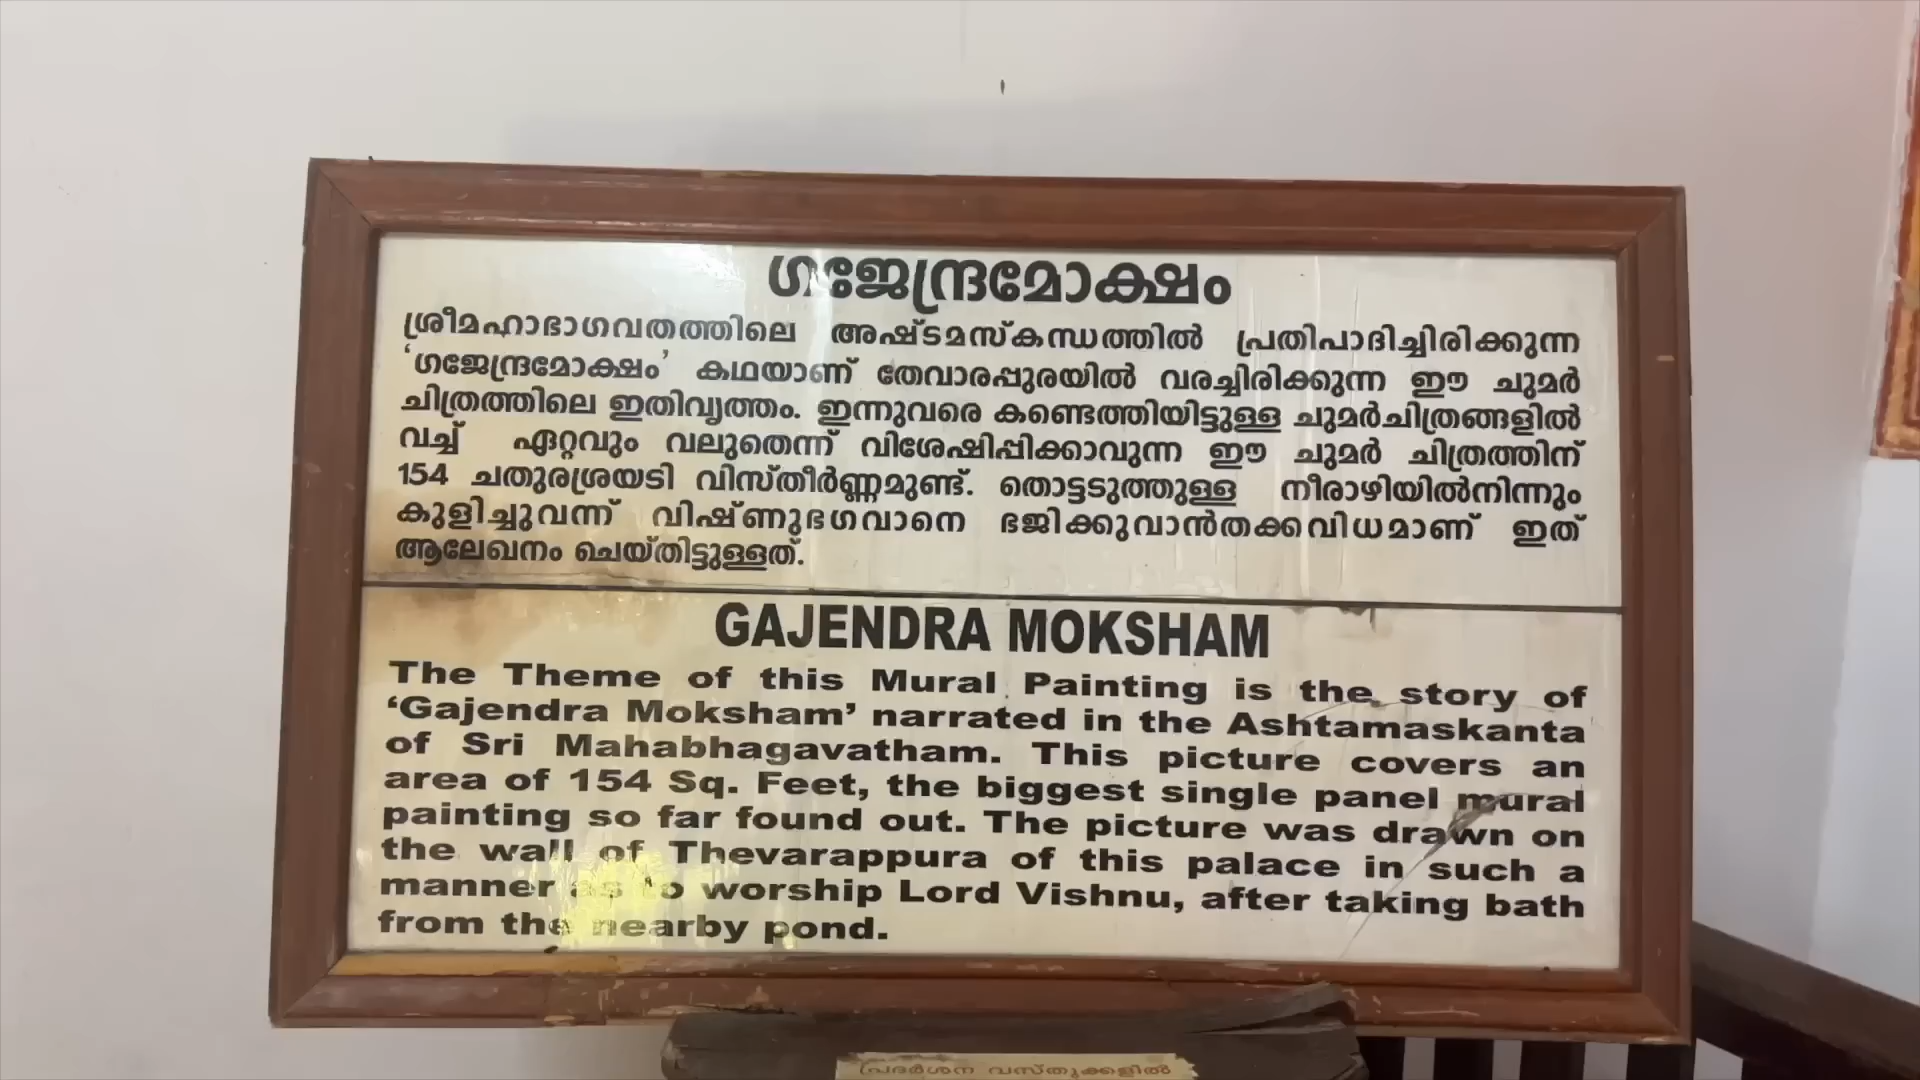 ഗജേന്ദ്രമോക്ഷം
ശ്രീമഹാഭാഗവതത്തിലെ അഷ്ടമസ്കന്ധത്തിൽ പ്രതിപാദിച്ചിരിക്കുന്ന
‘ഗജേന്ദ്രമോക്ഷം’ കഥയാണ് തേവാരപ്പുരയിൽ വരച്ചിരിക്കുന്ന ഈ ചുമർ
ചിത്രത്തിലെ ഇതിവൃത്തം. ഇന്നുവരെ കണ്ടെത്തിയിട്ടുള്ള ചുമർചിത്രങ്ങളിൽ
വച്ച് ഏറ്റവും വലുതെന്ന് വിശേഷിപ്പിക്കാവുന്ന ഈ ചുമർ ചിത്രത്തിന്
154 ചതുരശ്രയടി വിസ്തീർണ്ണമുണ്ട്. തൊട്ടടുത്തുള്ള നീരാഴിയിൽനിന്നും
കുളിച്ചുവന്ന് വിഷ്ണുഭഗവാനെ ഭജിക്കുവാൻതക്കവിധമാണ് ഇത്
ആലേഖനം ചെയ്തിട്ടുള്ളത്.
GAJENDRA MOKSHAM
The Theme of this Mural Painting is the story of
‘Gajendra Moksham’ narrated in the Ashtamaskanta
of Sri Mahabhagavatham. This picture covers an
area of 154 Sq. Feet, the biggest single panel mural
painting so far found out. The picture was drawn on
the wall of Thevarappura of this palace in such a
manner as to worship Lord Vishnu, after taking bath
from the nearby pond.
പ്രദർശന വസ്തുക്കളിൽ